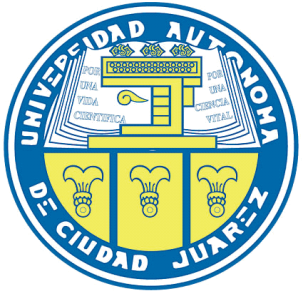 UNIVERSIDAD AUTONOMA
DE CIUDAD JUAREZ
POR
UNA
VIDA
CIENTIFICA
POR
UNA
CIENCIA
VITAL